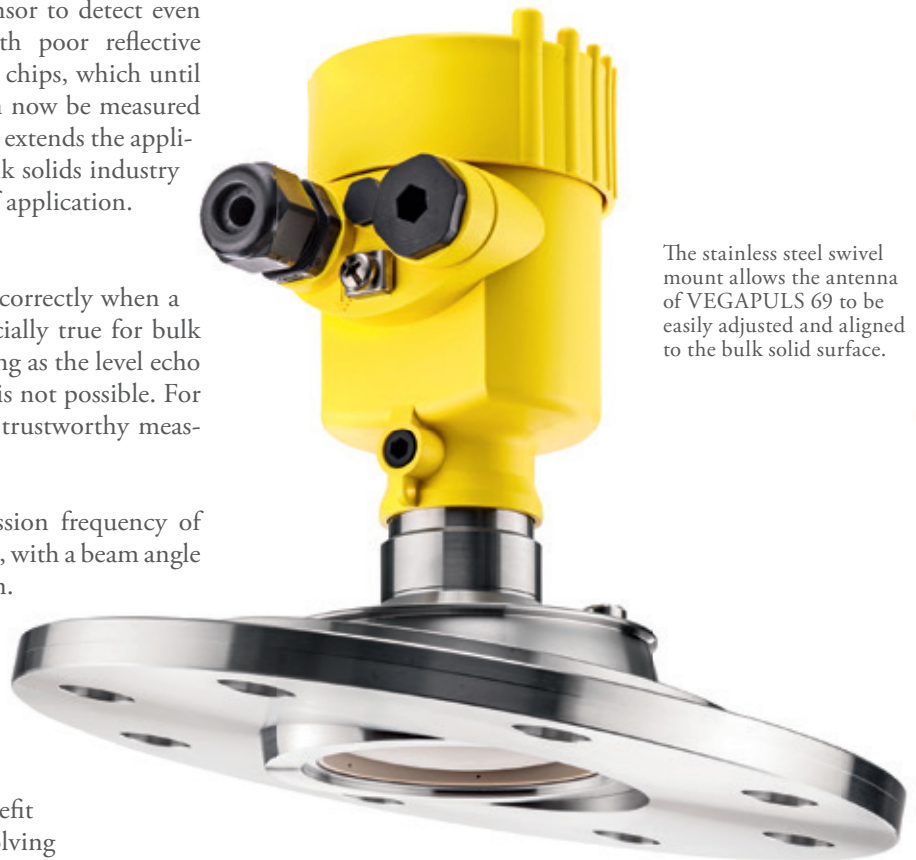 nsor to detect even
th poor reflective
chips, which until
now be measured
extends the appli-
k solids industry
application.
correctly when a
cially true for bulk
ng as the level echo
is not possible. For
trustworthy meas-
ssion frequency of
, with a beam angle
efit
olving
The stainless steel swivel
mount allows the antenna
of VEGAPULS 69 to be
easily adjusted and aligned
to the bulk solid surface.